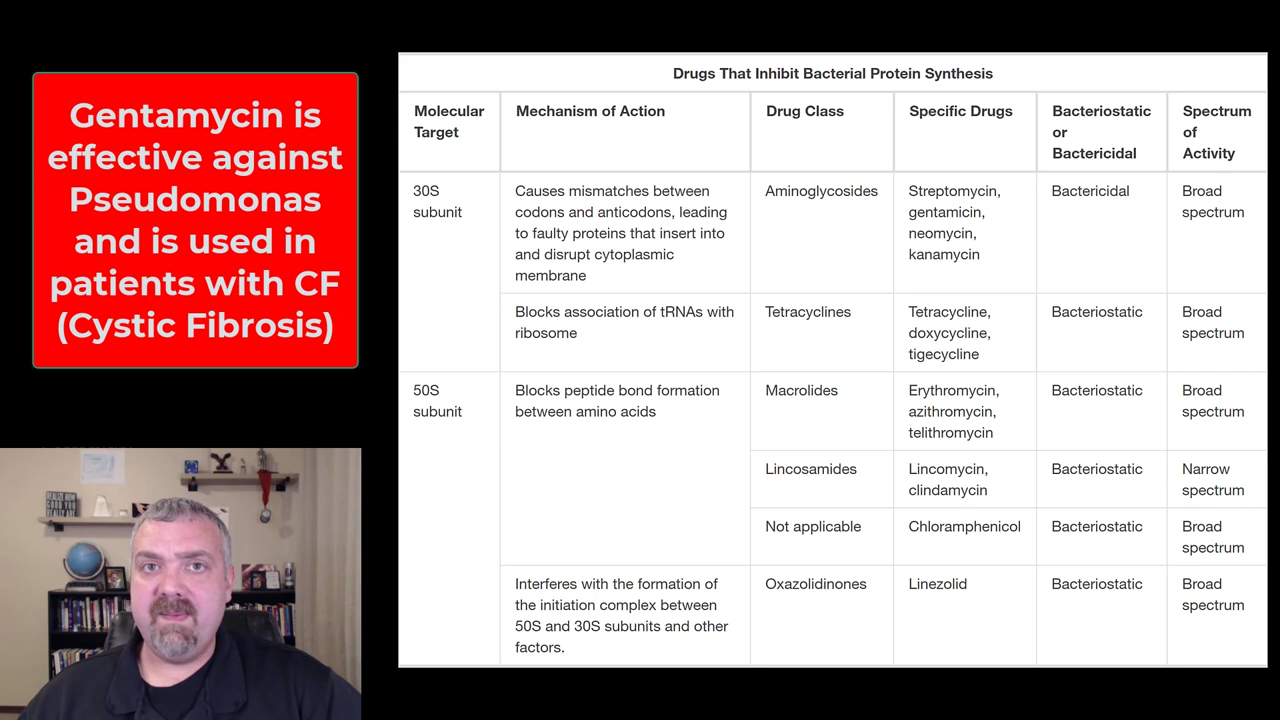 Gentamycin is
effective against
Pseudomonas
and is used in
patients with CF
(Cystic Fibrosis)
Drugs That Inhibit Bacterial Protein Synthesis
Molecular
Target
Mechanism of Action
Drug Class
Specific Drugs
Bacteriostatic
or
Bactericidal
Spectrum
of
Activity
30S
subunit
Causes mismatches between
codons and anticodons, leading
to faulty proteins that insert into
and disrupt cytoplasmic
membrane
Aminoglycosides
Streptomycin,
gentamicin,
neomycin,
kanamycin
Bactericidal
Broad
spectrum
Blocks association of tRNAs with
ribosome
Tetracyclines
Tetracycline,
doxycycline,
tigecycline
Bacteriostatic
Broad
spectrum
50S
subunit
Blocks peptide bond formation
between amino acids
Macrolides
Erythromycin,
azithromycin,
telithromycin
Bacteriostatic
Broad
spectrum
Lincosamides
Lincomycin,
clindamycin
Bacteriostatic
Narrow
spectrum
Not applicable
Chloramphenicol
Bacteriostatic
Broad
spectrum
Interferes with the formation of
the initiation complex between
50S and 30S subunits and other
factors.
Oxazolidinones
Linezolid
Bacteriostatic
Broad
spectrum